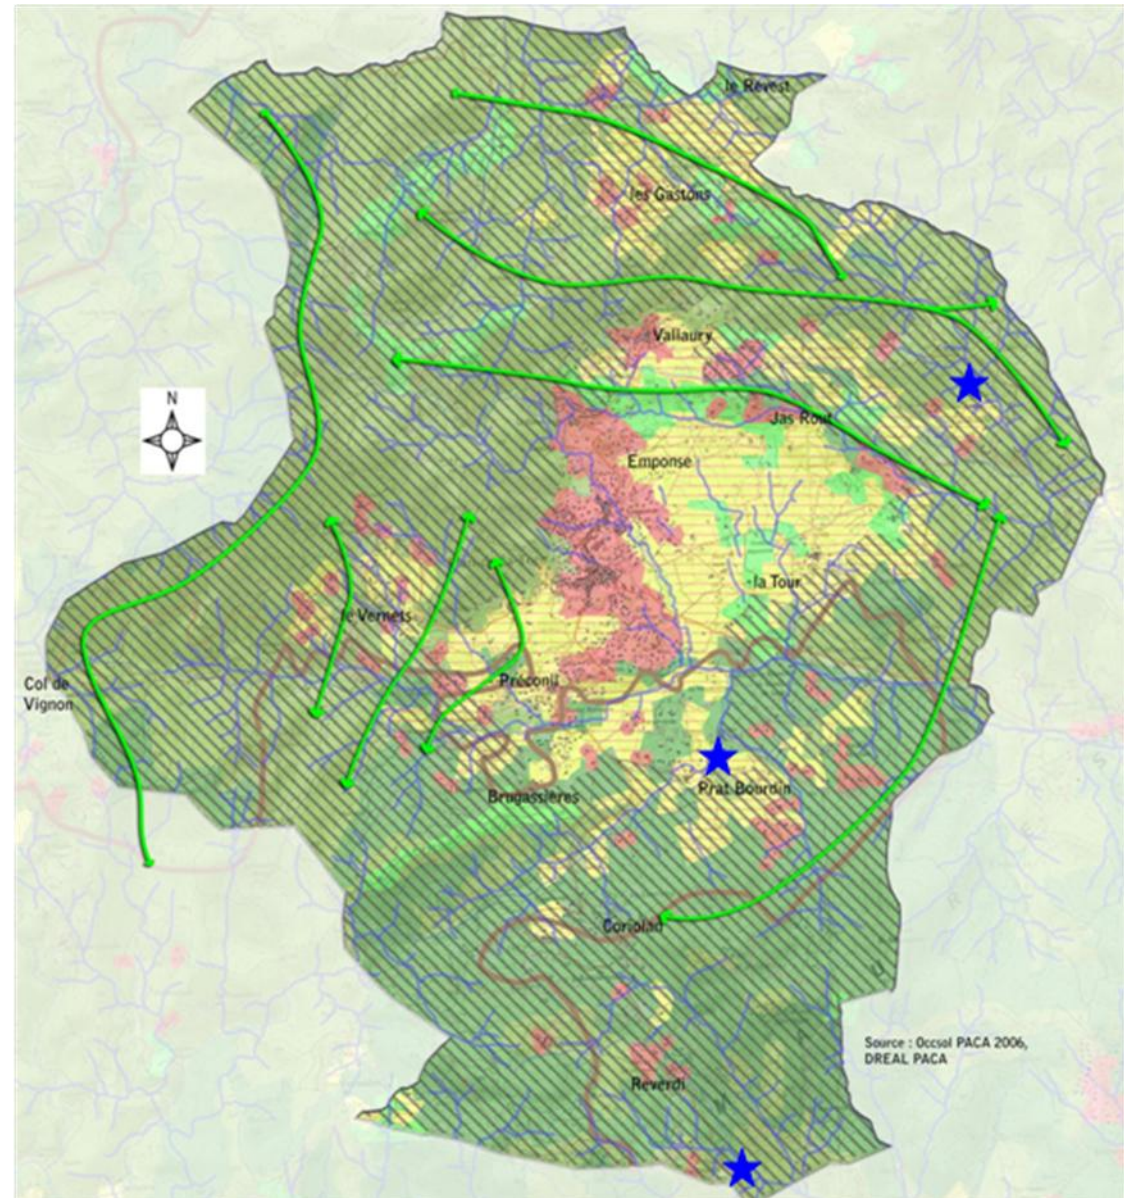 le Revest
les Gastons
Vallaury
Jas Rout
N
Emponse
la Tour
le Vernets
Préconil
Col de
Vignon
Prat Bourdin
Brugassières
Coriolan
Source : Occsol PACA 2006,
DREAL PACA
Reverdi